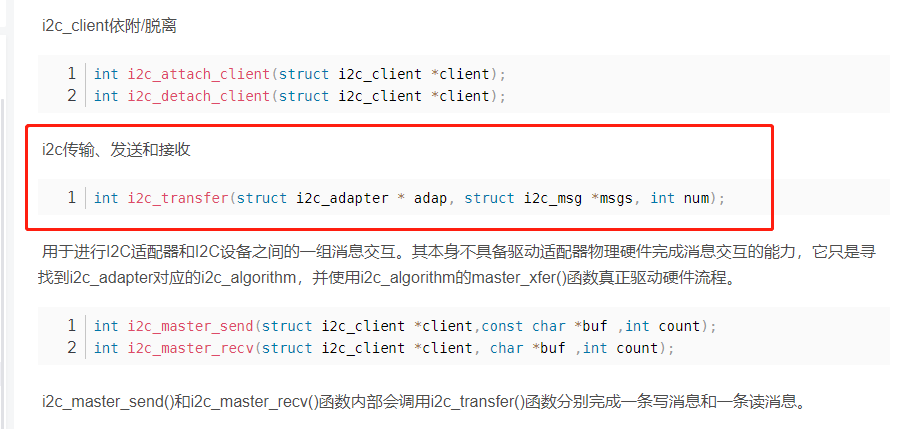 i2c_client依附/脱离
1 int i2c_attach_client(struct i2c_client *client);
2 int i2c_detach_client(struct i2c_client *client);
i2c传输、发送和接收
1 int i2c_transfer(struct i2c_adapter * adap, struct i2c_msg *msgs, int num);
用于进行I2C适配器和I2C设备之间的一组消息交互。其本身不具备驱动适配器物理硬件完成消息交互的能力，它只是寻
找到i2c_adapter对应的i2c_algorithm，并使用i2c_algorithm的master_xfer()函数真正驱动硬件流程。
1 int i2c_master_send(struct i2c_client *client,const char *buf ,int count);
2 int i2c_master_recv(struct i2c_client *client, char *buf ,int count);
i2c_master_send()和i2c_master_recv()函数内部会调用i2c_transfer()函数分别完成一条写消息和一条读消息。